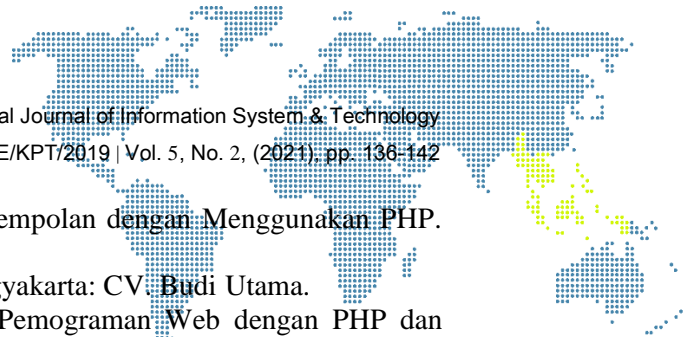 al Journal of Information System & Technology
E/KPT/2019 | Vol. 5, No. 2, (2021), pp. 136-142
empolan dengan Menggunakan PHP.
gyakarta: CV. Budi Utama.
Pemograman Web dengan PHP dan